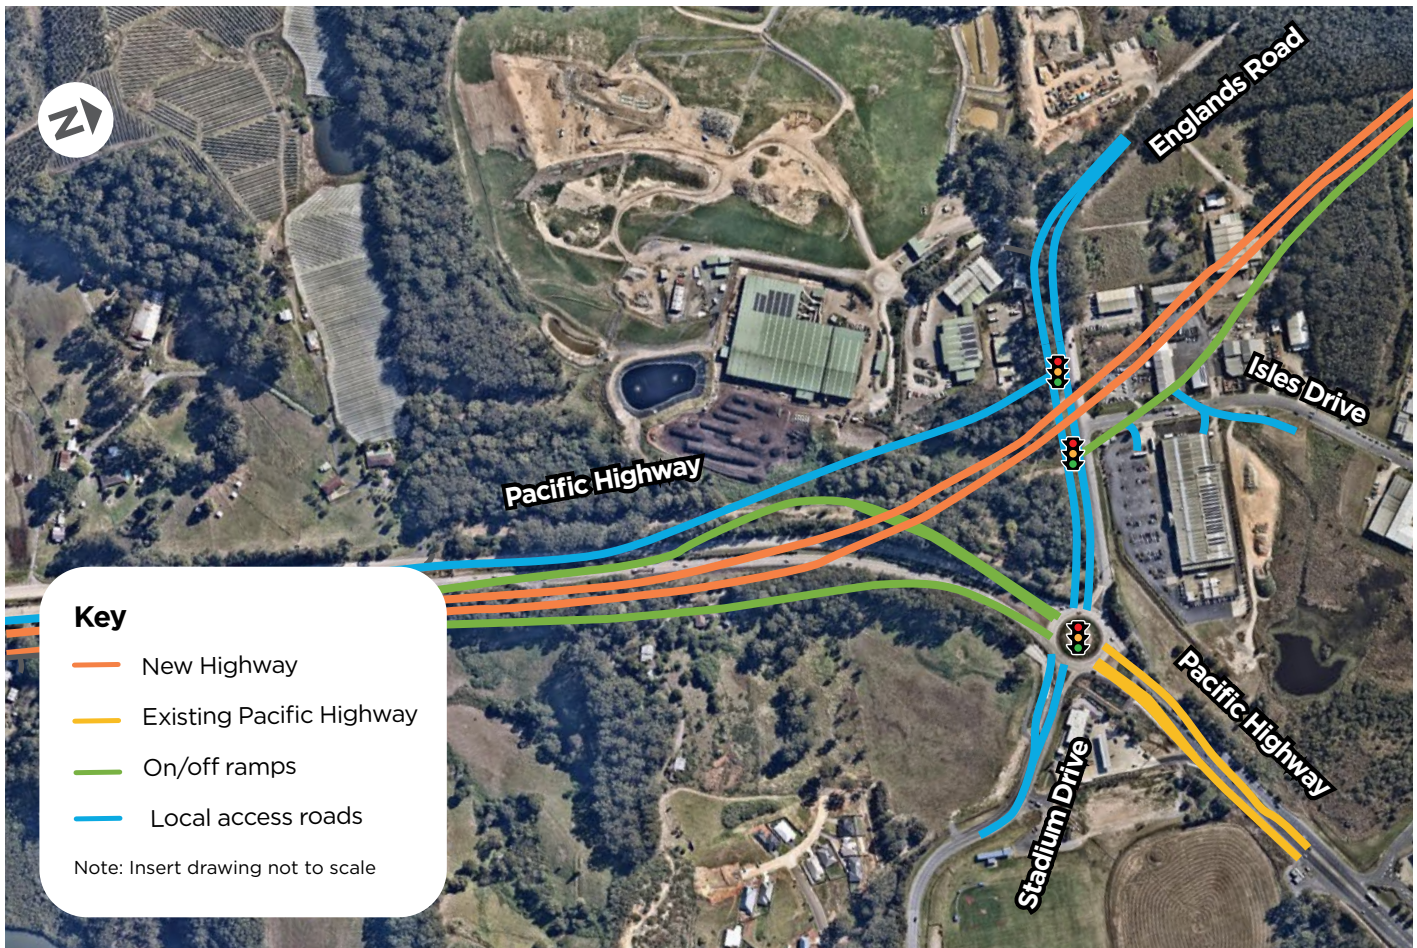 N
Englands Road
Isles Drive
Pacific Highway
Pacific Highway
Stadium Drive
Key
New Highway
Existing Pacific Highway
On/off ramps
Local access roads
Note: Insert drawing not to scale